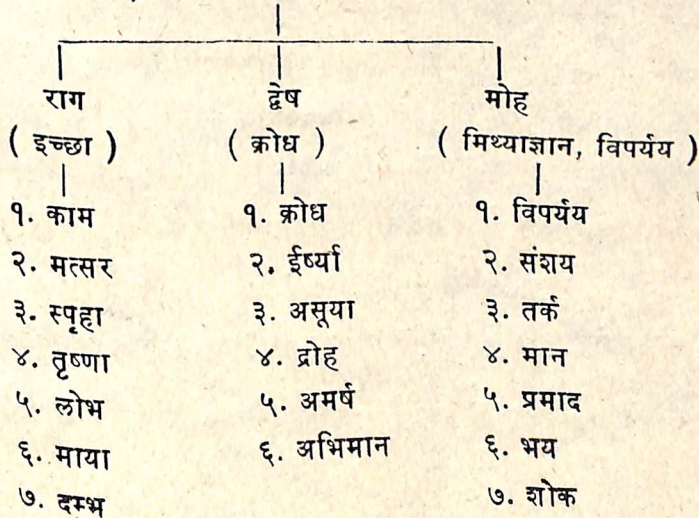 राग द्वेष मोह
( इच्छा ) ( क्रोध ) ( मिथ्याज्ञान, विपर्यय )
१. काम १. क्रोध १. विपर्यय
२. मत्सर २. ईर्ष्या २. संशय
३. स्पृहा ३. असूया ३. तर्क
४. तृष्णा ४. द्रोह ४. मान
५. लोभ ५. अमर्ष ५. प्रमाद
६. माया ६. अभिमान ६. भय
७. दम्भ ७. शोक